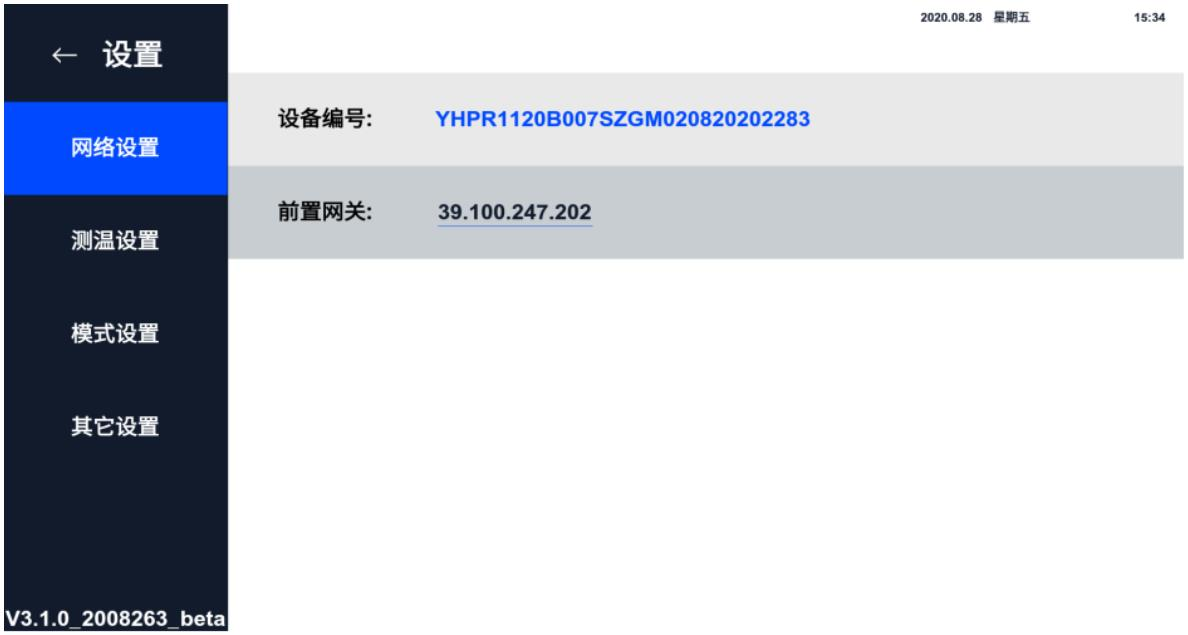 2020.08.28 星期五 15:34
← 设置
网络设置
测温设置
模式设置
其它设置
V3.1.0_2008263_beta
设备编号: YHPR1120B007SZGM020820202283
前置网关: 39.100.247.202